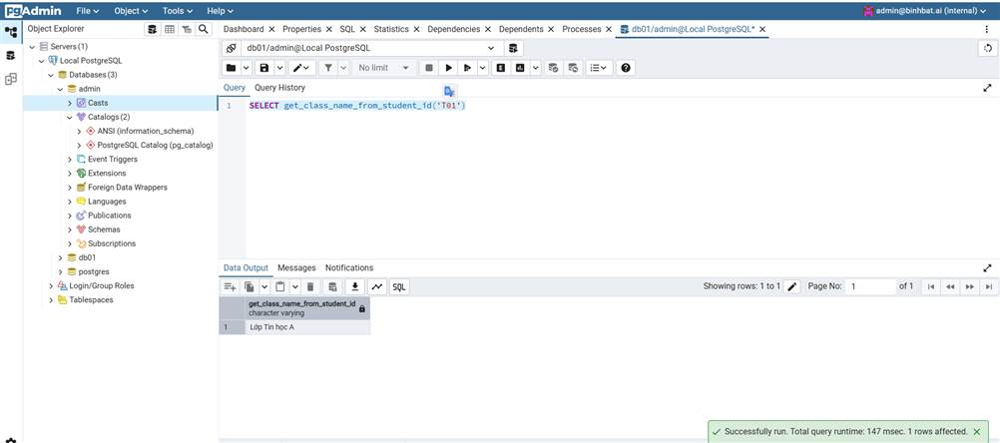 pgAdmin File Object Tools Help admin@binhbat.ai (internal)
Object Explorer
Dashboard Properties SQL Statistics Dependencies Dependents Processes db01/admin@Local PostgreSQL*
Servers (1)
Local PostgreSQL
Databases (3)
admin
Casts
Catalogs (2)
ANSI (information_schema)
PostgreSQL Catalog (pg_catalog)
Event Triggers
Extensions
Foreign Data Wrappers
Languages
Publications
Schemas
Subscriptions
db01
postgres
Login/Group Roles
Tablespaces
db01/admin@Local PostgreSQL
No limit
E
Query Query History
1 SELECT get_class_name_from_student_id('T01')
Data Output Messages Notifications
SQL Showing rows: 1 to 1 Page No: 1 of 1
get_class_name_from_student_id
character varying
1 Lớp Tin học A
Successfully run. Total query runtime: 147 msec. 1 rows affected.